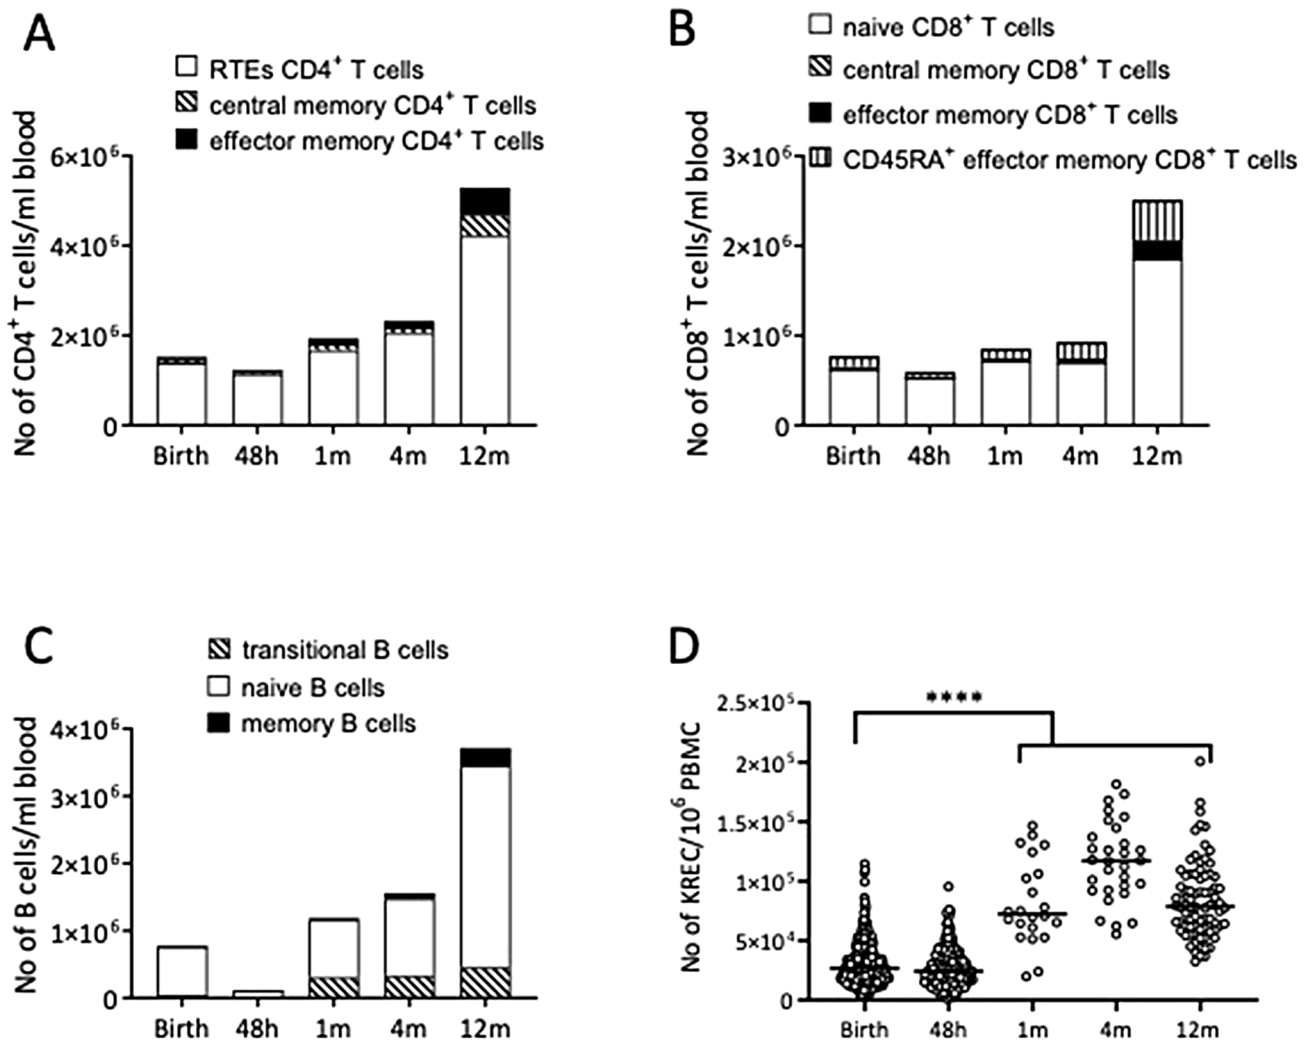 A
RTEs CD4⁺ T cells
central memory CD4⁺ T cells
effector memory CD4⁺ T cells
No of CD4⁺ T cells/ml blood
6×10⁶
4×10⁶
2×10⁶
0
Birth 48h 1m 4m 12m
B
naive CD8⁺ T cells
central memory CD8⁺ T cells
effector memory CD8⁺ T cells
CD45RA⁺ effector memory CD8⁺ T cells
No of CD8⁺ T cells/ml blood
3×10⁶
2×10⁶
1×10⁶
0
Birth 48h 1m 4m 12m
C
transitional B cells
naive B cells
memory B cells
No of B cells/ml blood
4×10⁶
3×10⁶
2×10⁶
1×10⁶
0
Birth 48h 1m 4m 12m
D
****
No of KREC/10⁶ PBMC
2.5×10⁵
2×10⁵
1.5×10⁵
1×10⁵
5×10⁴
0
Birth 48h 1m 4m 12m